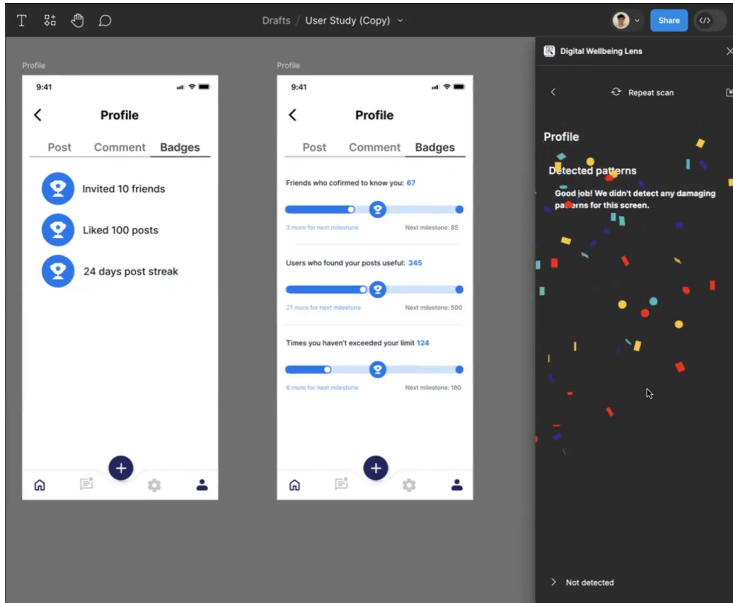 Drafts / User Study (Copy)
Share
Profile
9:41
Profile
Post Comment Badges
Invited 10 friends
Liked 100 posts
24 days post streak
Profile
9:41
Profile
Post Comment Badges
Friends who cofirmed to know you: 67
3 more for next milestone Next milestone: 85
Users who found your posts useful: 345
21 more for next milestone Next milestone: 500
Times you haven't exceeded your limit 124
6 more for next milestone Next milestone: 180
Digital Wellbeing Lens
Repeat scan
Profile
Detected patterns
Good job! We didn't detect any damaging
patterns for this screen.
Not detected